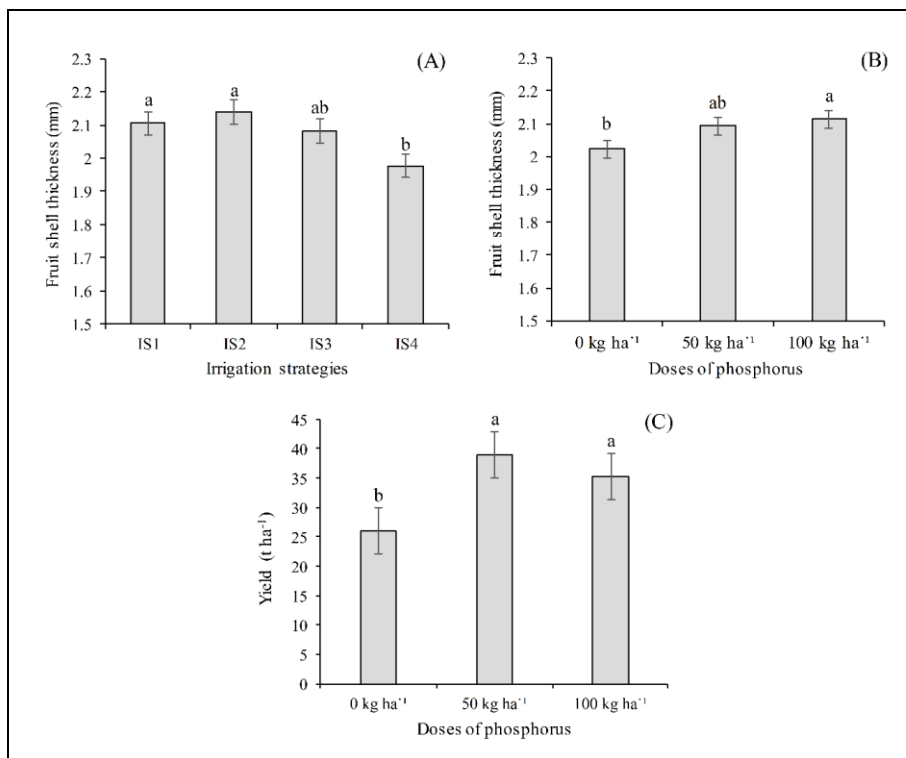 (A)
Fruit shell thickness (mm)
2.3
2.2
2.1
2
1.9
1.8
1.7
1.6
1.5
a
a
ab
b
IS1 IS2 IS3 IS4
Irrigation strategies
(B)
Fruit shell thickness (mm)
2.3
2.2
2.1
2
1.9
1.8
1.7
1.6
1.5
b
ab
a
0 kg ha⁻¹ 50 kg ha⁻¹ 100 kg ha⁻¹
Doses of phosphorus
(C)
Yield (t ha⁻¹)
45
40
35
30
25
20
15
10
5
0
b
a
a
0 kg ha⁻¹ 50 kg ha⁻¹ 100 kg ha⁻¹
Doses of phosphorus